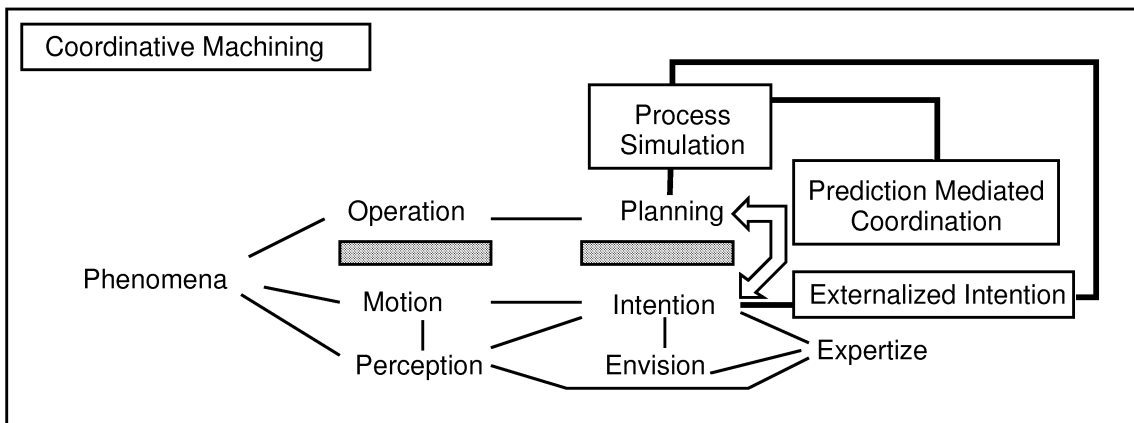 Coordinative Machining
Process
Simulation
Prediction Mediated
Coordination
Operation
Planning
Phenomena
Motion
Intention
Externalized Intention
Perception
Envision
Expertize